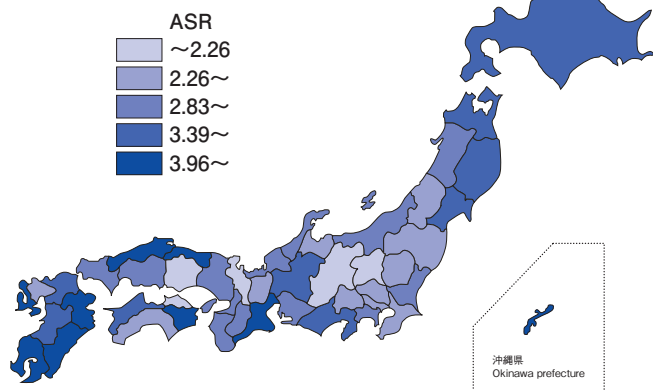 ASR
〜2.26
2.26〜
2.83〜
3.39〜
3.96〜
沖縄県
Okinawa prefecture